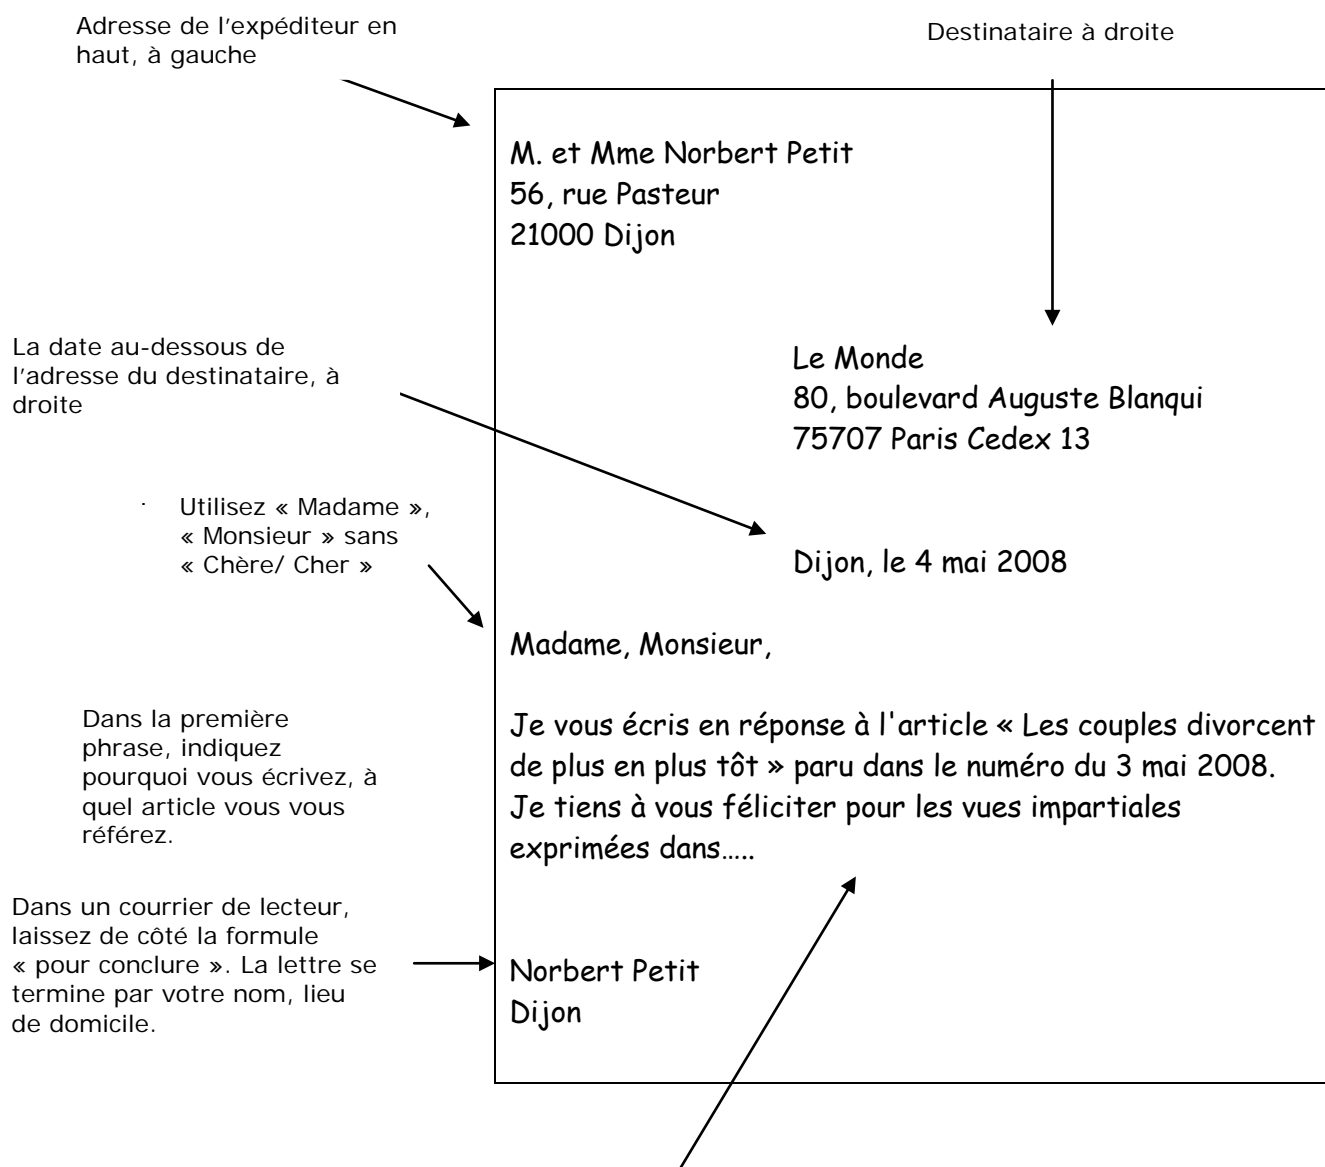 Adresse de l'expéditeur en
haut, à gauche
Destinataire à droite
M. et Mme Norbert Petit
56, rue Pasteur
21000 Dijon
La date au-dessous de
l'adresse du destinataire, à
droite
Le Monde
80, boulevard Auguste Blanqui
75707 Paris Cedex 13
· Utilisez « Madame »,
« Monsieur » sans
« Chère/ Cher »
Dijon, le 4 mai 2008
Madame, Monsieur,
Dans la première
phrase, indiquez
pourquoi vous écrivez, à
quel article vous vous
référez.
Je vous écris en réponse à l'article « Les couples divorcent
de plus en plus tôt » paru dans le numéro du 3 mai 2008.
Je tiens à vous féliciter pour les vues impartiales
exprimées dans…..
Dans un courrier de lecteur,
laissez de côté la formule
« pour conclure ». La lettre se
termine par votre nom, lieu
de domicile.
Norbert Petit
Dijon